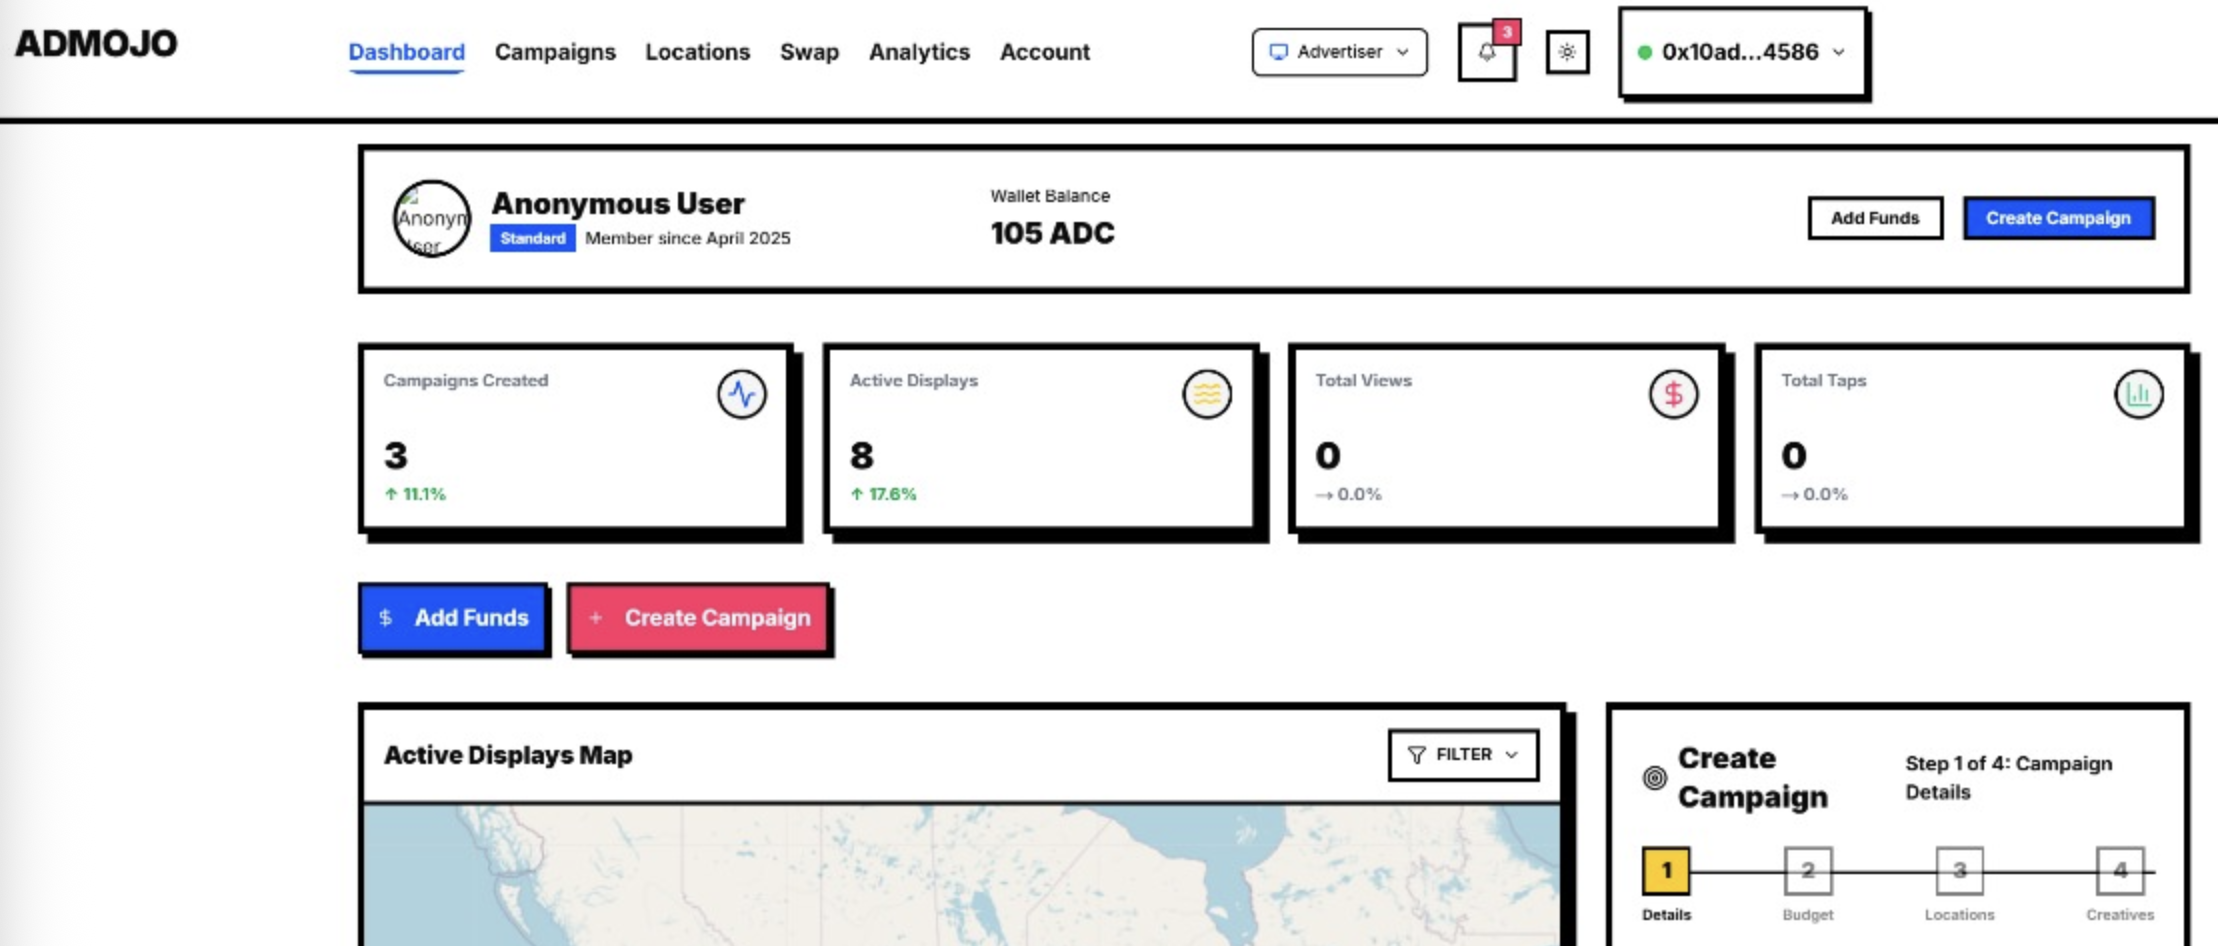 ADMOJO
Dashboard Campaigns Locations Swap Analytics Account
Advertiser
3
0x10ad...4586
Anonym
User
Anonymous User
Standard Member since April 2025
Wallet Balance
105 ADC
Add Funds
Create Campaign
Campaigns Created
3
↑ 11.1%
Active Displays
8
↑ 17.6%
Total Views
$
0
→ 0.0%
Total Taps
0
→ 0.0%
$ Add Funds
+ Create Campaign
Active Displays Map
FILTER
Create
Campaign
Step 1 of 4: Campaign
Details
1 2 3 4
Details Budget Locations Creatives